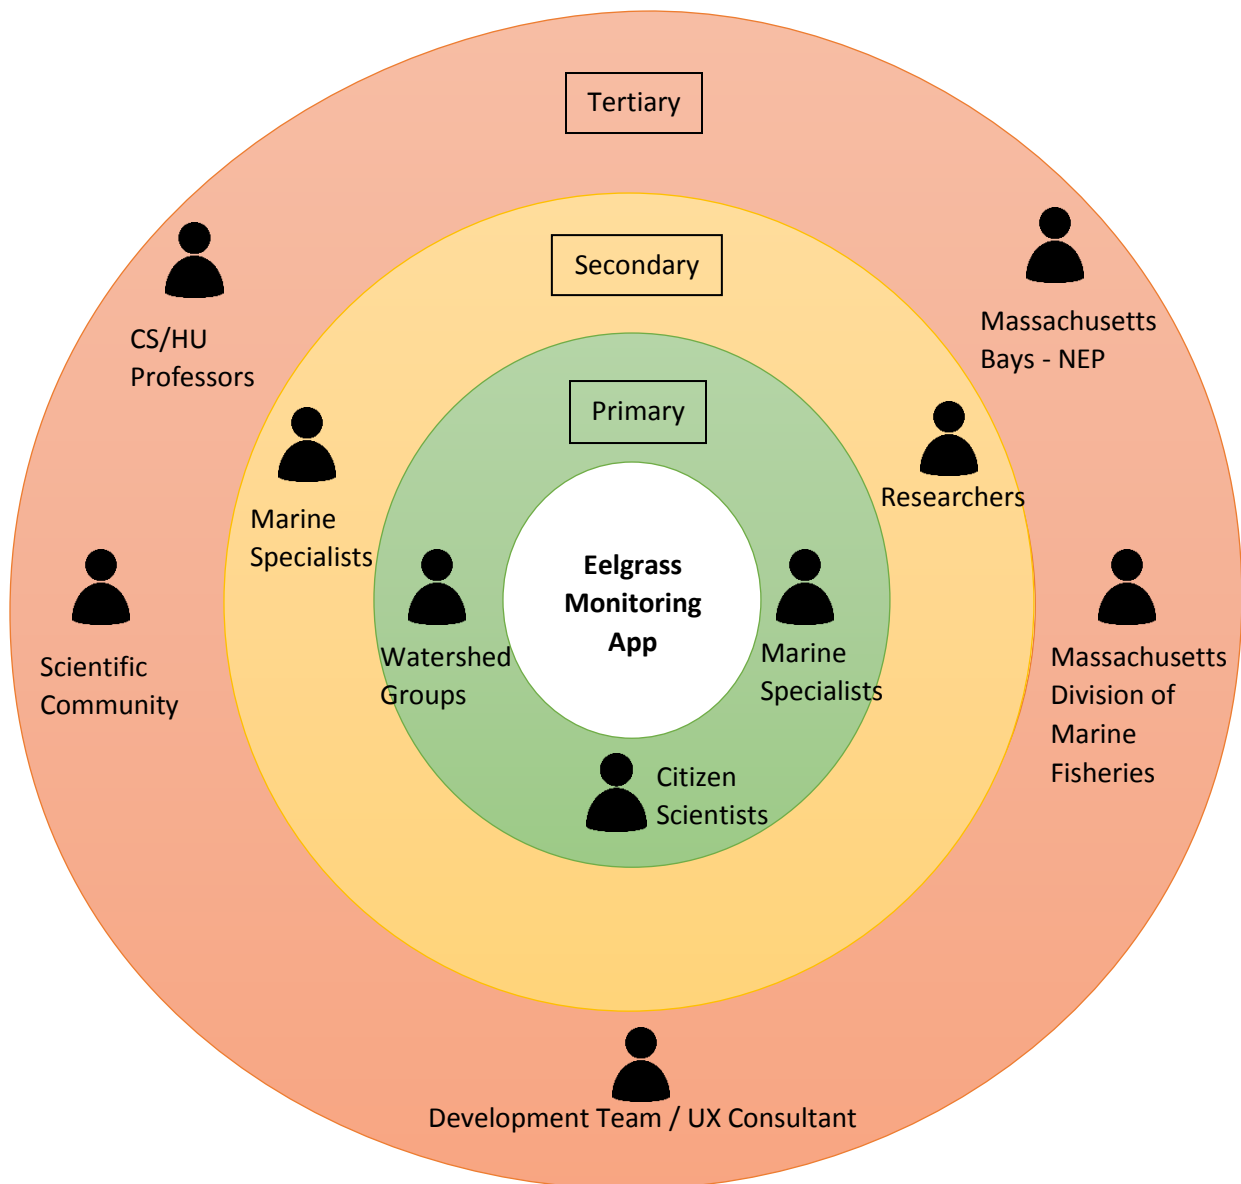 Tertiary
Secondary
Primary
CS/HU
Professors
Massachusetts
Bays - NEP
Marine
Specialists
Researchers
Eelgrass
Monitoring
App
Watershed
Groups
Marine
Specialists
Scientific
Community
Massachusetts
Division of
Marine
Fisheries
Citizen
Scientists
Development Team / UX Consultant